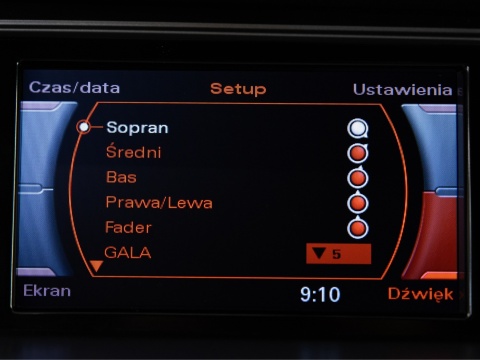 Czas/data Setup Ustawienia
Sopran
Średni
Bas
Prawa/Lewa
Fader
GALA 5
Ekran 9:10 Dźwięk